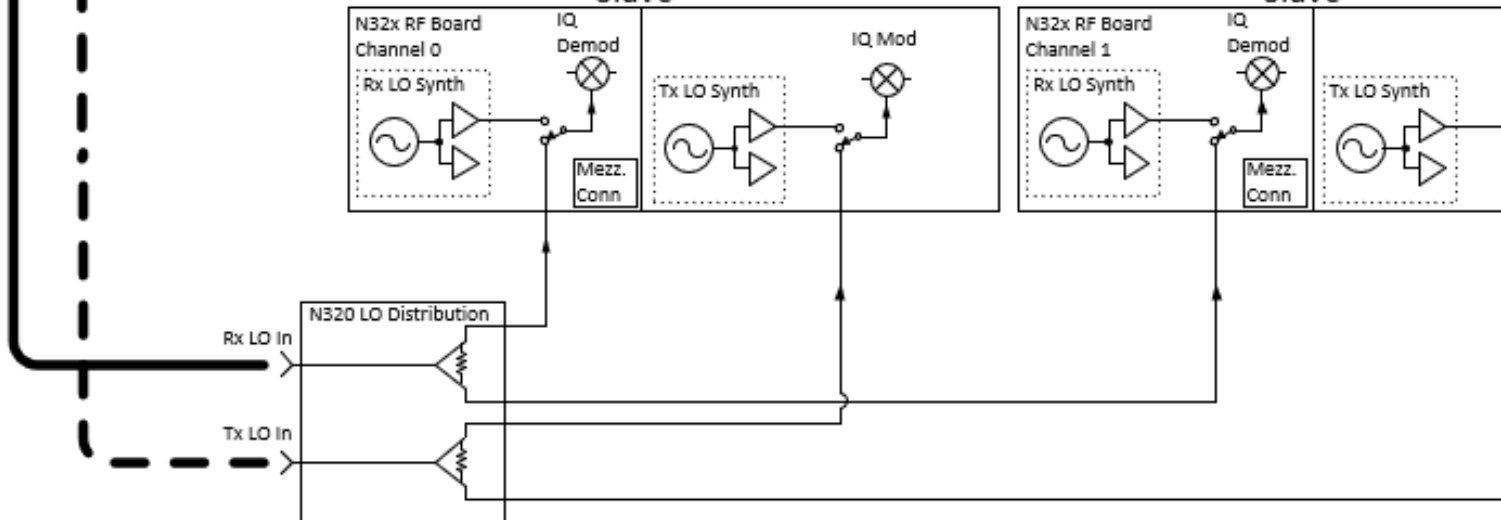 N32x RF Board
Channel 0
IQ
Demod
Rx LO Synth
Mezz.
Conn
IQ Mod
Tx LO Synth
N32x RF Board
Channel 1
IQ
Demod
Rx LO Synth
Mezz.
Conn
Tx LO Synth
N320 LO Distribution
Rx LO In
Tx LO In